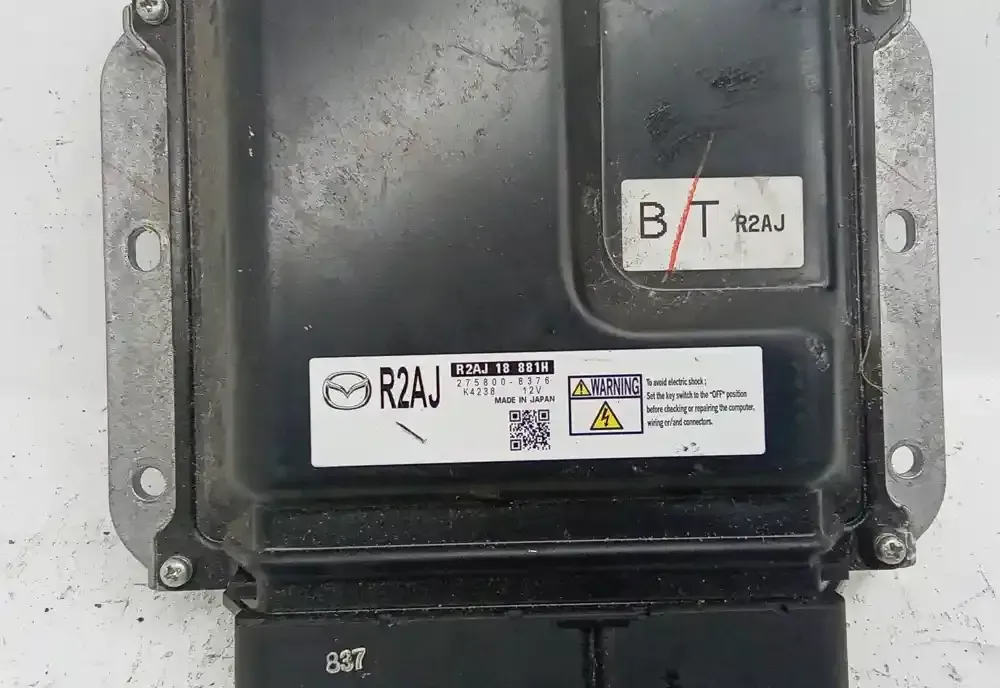 B/T R2AJ
R2AJ
R2AJ 18 881H
275800-8376
K4238 12V
MADE IN JAPAN
WARNING
To avoid electric shock ;
Set the key switch to the "OFF" position
before checking or repairing the computer,
wiring or/and connectors.
837